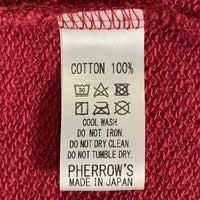 COTTON 100%
30
COOL WASH.
DO NOT IRON.
DO NOT DRY CLEAN.
DO NOT TUMBLE DRY.
PHERROW'S
MADE IN JAPAN